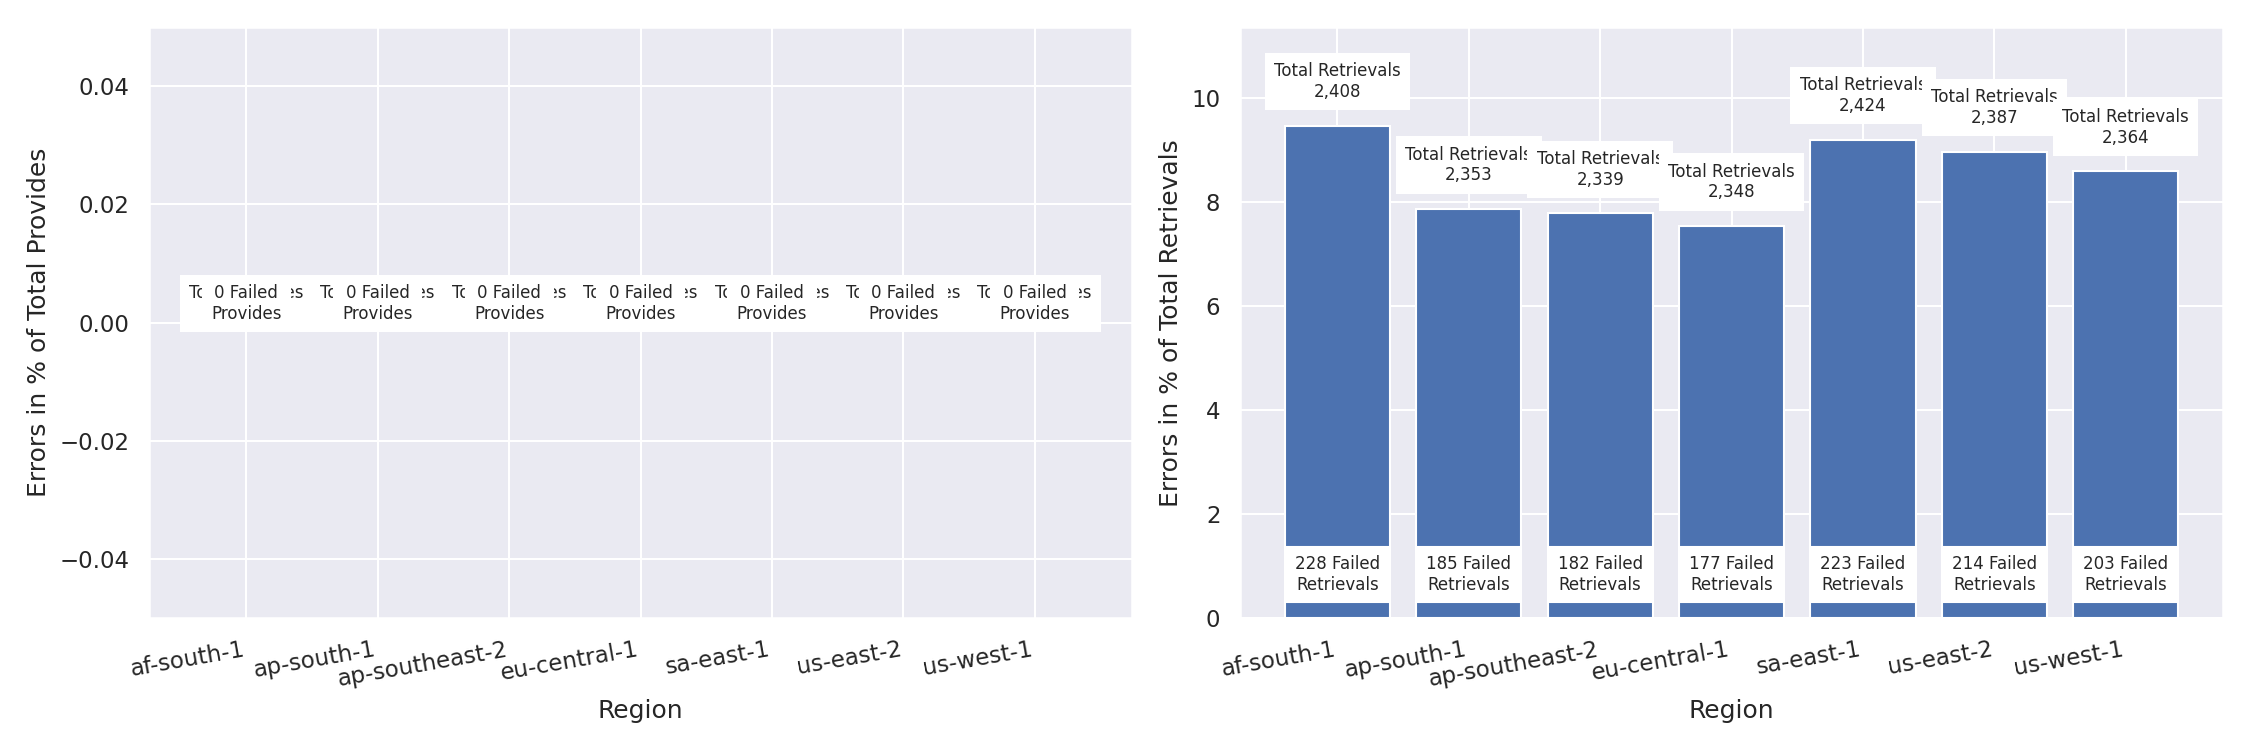 Errors in % of Total Provides
0.04
0.02
0.00
−0.02
−0.04
0 Failed
Provides
0 Failed
Provides
0 Failed
Provides
0 Failed
Provides
0 Failed
Provides
0 Failed
Provides
0 Failed
Provides
af-south-1
ap-south-1
ap-southeast-2
eu-central-1
sa-east-1
us-east-2
us-west-1
Region
Errors in % of Total Retrievals
10
8
6
4
2
0
Total Retrievals
2,408
Total Retrievals
2,353
Total Retrievals
2,339
Total Retrievals
2,348
Total Retrievals
2,424
Total Retrievals
2,387
Total Retrievals
2,364
228 Failed
Retrievals
185 Failed
Retrievals
182 Failed
Retrievals
177 Failed
Retrievals
223 Failed
Retrievals
214 Failed
Retrievals
203 Failed
Retrievals
af-south-1
ap-south-1
ap-southeast-2
eu-central-1
sa-east-1
us-east-2
us-west-1
Region